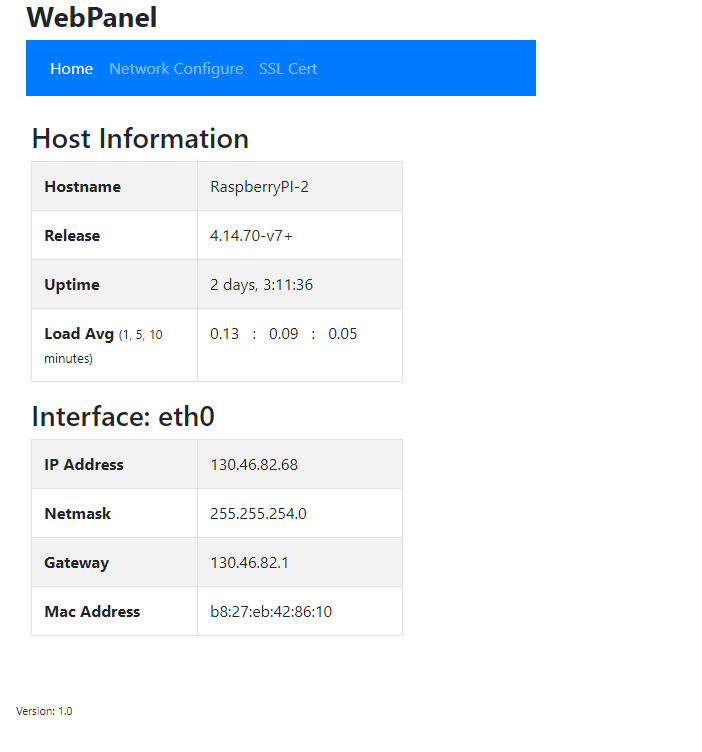 WebPanel
Home Network Configure SSL Cert
Host Information
Hostname RaspberryPI-2
Release 4.14.70-v7+
Uptime 2 days, 3:11:36
Load Avg (1, 5, 10 0.13 : 0.09 : 0.05
minutes)
Interface: eth0
IP Address 130.46.82.68
Netmask 255.255.254.0
Gateway 130.46.82.1
Mac Address b8:27:eb:42:86:10
Version: 1.0